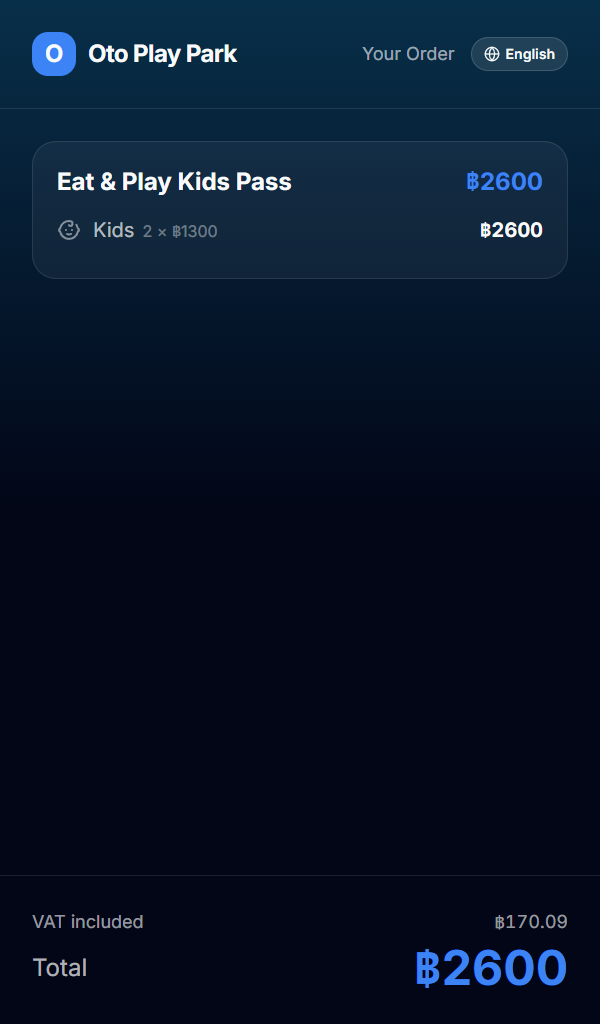 O Oto Play Park Your Order English
Eat & Play Kids Pass ฿2600
Kids 2 × ฿1300 ฿2600
VAT included ฿170.09
Total ฿2600